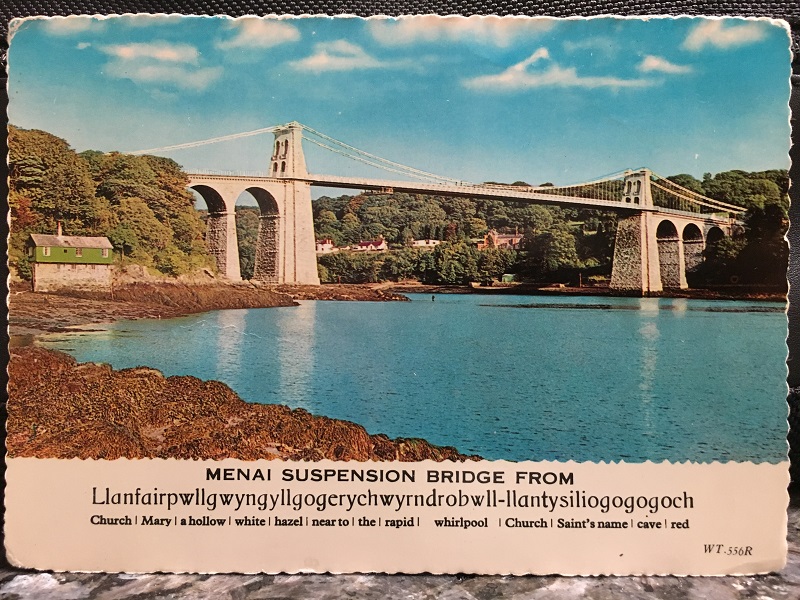 MENAI SUSPENSION BRIDGE FROM
Llanfairpwllgwyngyllgogerychwyrndrobwll-llantysiliogogogoch
Church | Mary | a hollow | white | hazel | near to | the | rapid | whirlpool | Church | Saint's name | cave | red
WT.556R